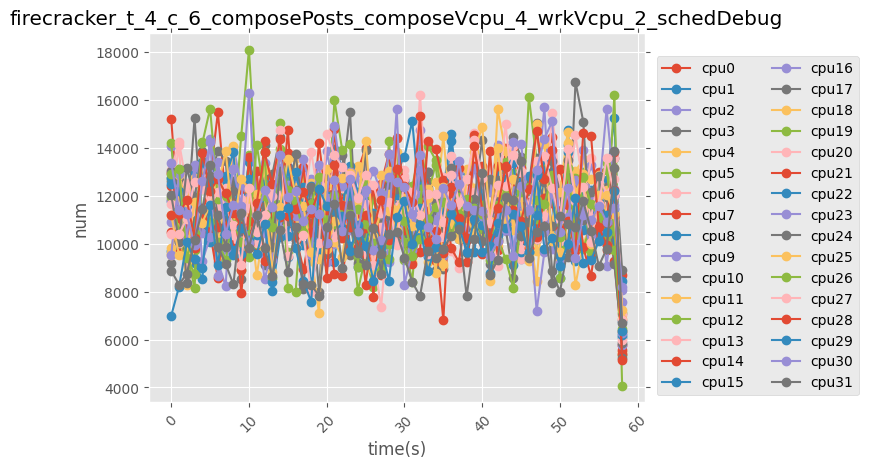 firecracker_t_4_c_6_composePosts_composeVcpu_4_wrkVcpu_2_schedDebug
18000
16000
14000
12000
10000
8000
6000
4000
num
0
10
20
30
40
50
60
time(s)
cpu0
cpu1
cpu2
cpu3
cpu4
cpu5
cpu6
cpu7
cpu8
cpu9
cpu10
cpu11
cpu12
cpu13
cpu14
cpu15
cpu16
cpu17
cpu18
cpu19
cpu20
cpu21
cpu22
cpu23
cpu24
cpu25
cpu26
cpu27
cpu28
cpu29
cpu30
cpu31